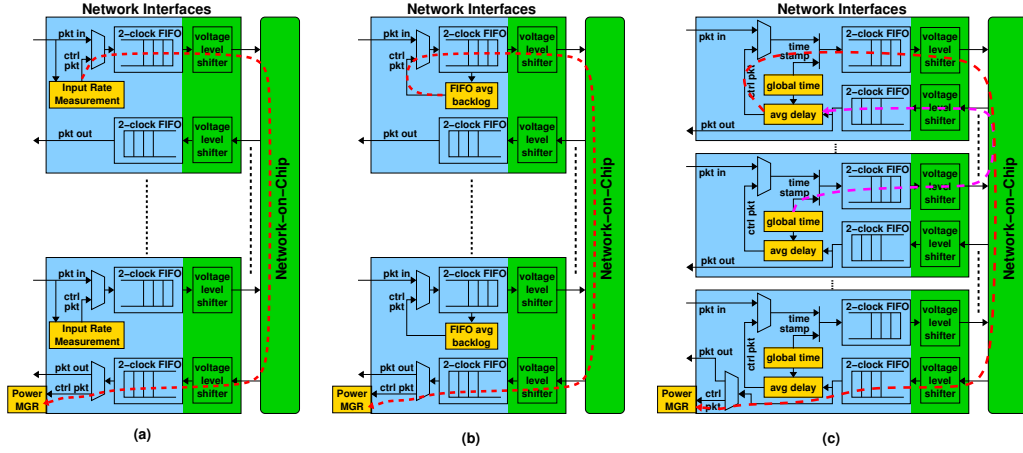 Network Interfaces
pkt in
ctrl
pkt
2-clock FIFO
voltage
level
shifter
Input Rate
Measurement
pkt out
2-clock FIFO
voltage
level
shifter
pkt in
ctrl
pkt
2-clock FIFO
voltage
level
shifter
Input Rate
Measurement
pkt out
ctrl pkt
2-clock FIFO
voltage
level
shifter
Power
MGR
Network-on-Chip
(a)
Network Interfaces
pkt in
ctrl
pkt
2-clock FIFO
voltage
level
shifter
FIFO avg
backlog
pkt out
2-clock FIFO
voltage
level
shifter
pkt in
ctrl
pkt
2-clock FIFO
voltage
level
shifter
FIFO avg
backlog
pkt out
ctrl pkt
2-clock FIFO
voltage
level
shifter
Power
MGR
Network-on-Chip
(b)
Network Interfaces
pkt in
time
stamp
2-clock FIFO
voltage
level
shifter
ctrl pkt
global time
avg delay
pkt out
2-clock FIFO
voltage
level
shifter
pkt in
time
stamp
2-clock FIFO
voltage
level
shifter
ctrl pkt
global time
avg delay
pkt out
2-clock FIFO
voltage
level
shifter
pkt in
time
stamp
2-clock FIFO
voltage
level
shifter
ctrl pkt
global time
avg delay
pkt out
2-clock FIFO
voltage
level
shifter
ctrl
pkt
Power
MGR
Network-on-Chip
(c)